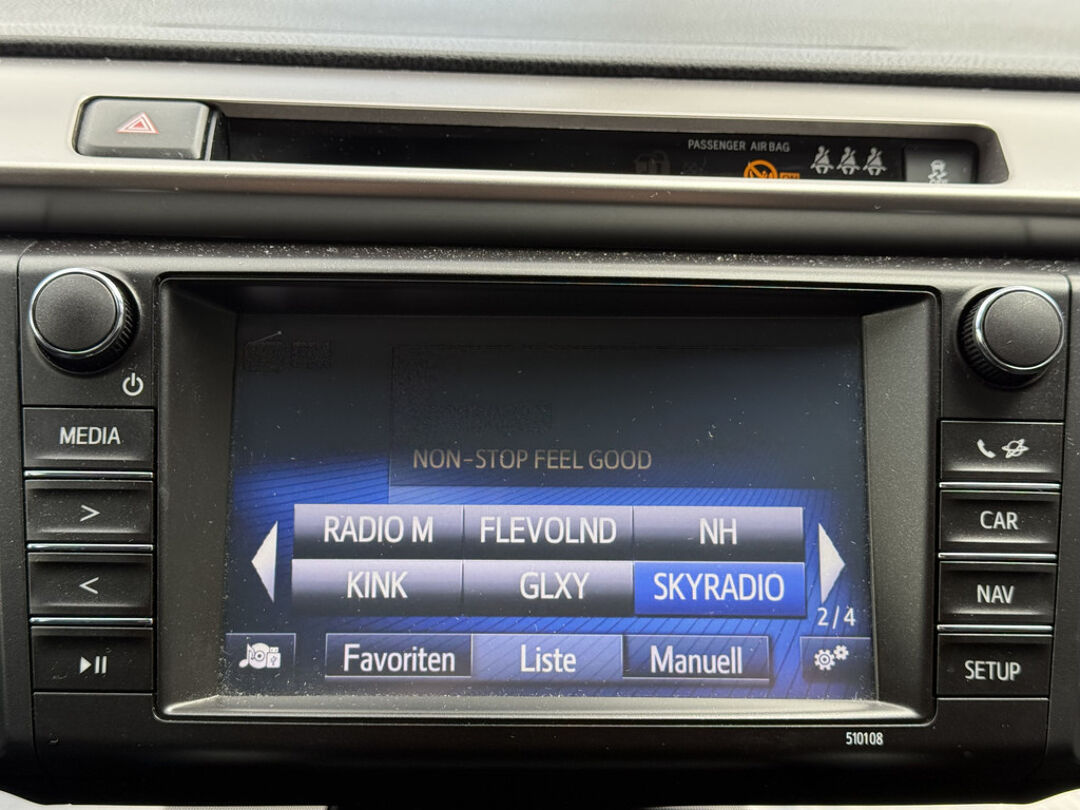 PASSENGER AIR BAG
MEDIA
>
<
NON-STOP FEEL GOOD
RADIO M FLEVOLND NH
KINK GLXY SKYRADIO
2/4
Favoriten Liste Manuell
CAR
NAV
SETUP
510108